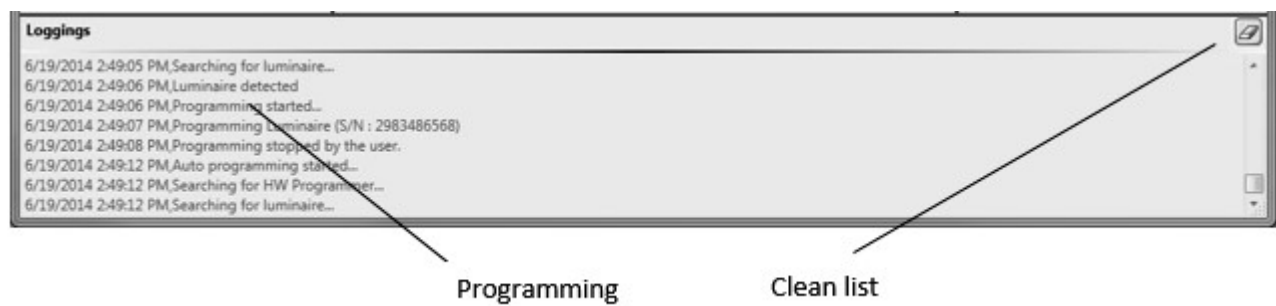 Loggings
6/19/2014 2:49:05 PM,Searching for luminaire...
6/19/2014 2:49:06 PM,Luminaire detected
6/19/2014 2:49:06 PM,Programming started...
6/19/2014 2:49:07 PM,Programming Luminaire (S/N : 2983486568)
6/19/2014 2:49:08 PM,Programming stopped by the user.
6/19/2014 2:49:12 PM,Auto programming started...
6/19/2014 2:49:12 PM,Searching for HW Programmer...
6/19/2014 2:49:12 PM,Searching for luminaire...
Programming
Clean list